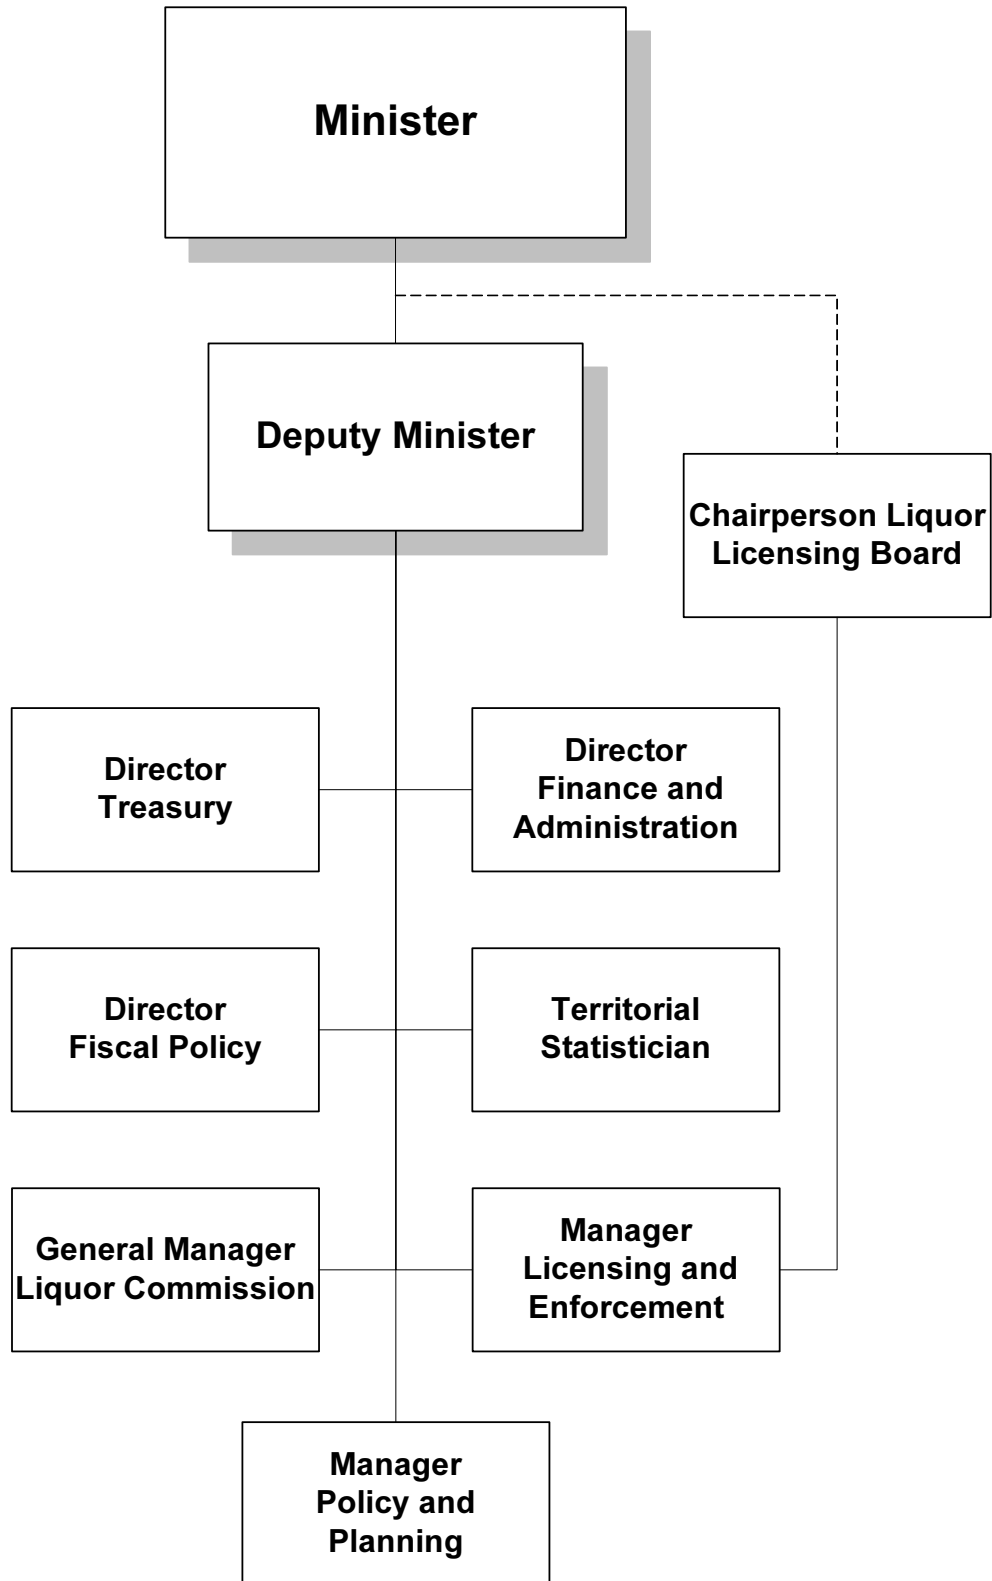 Minister
Deputy Minister
Chairperson Liquor
Licensing Board
Director
Treasury
Director
Finance and
Administration
Director
Fiscal Policy
Territorial
Statistician
General Manager
Liquor Commission
Manager
Licensing and
Enforcement
Manager
Policy and
Planning